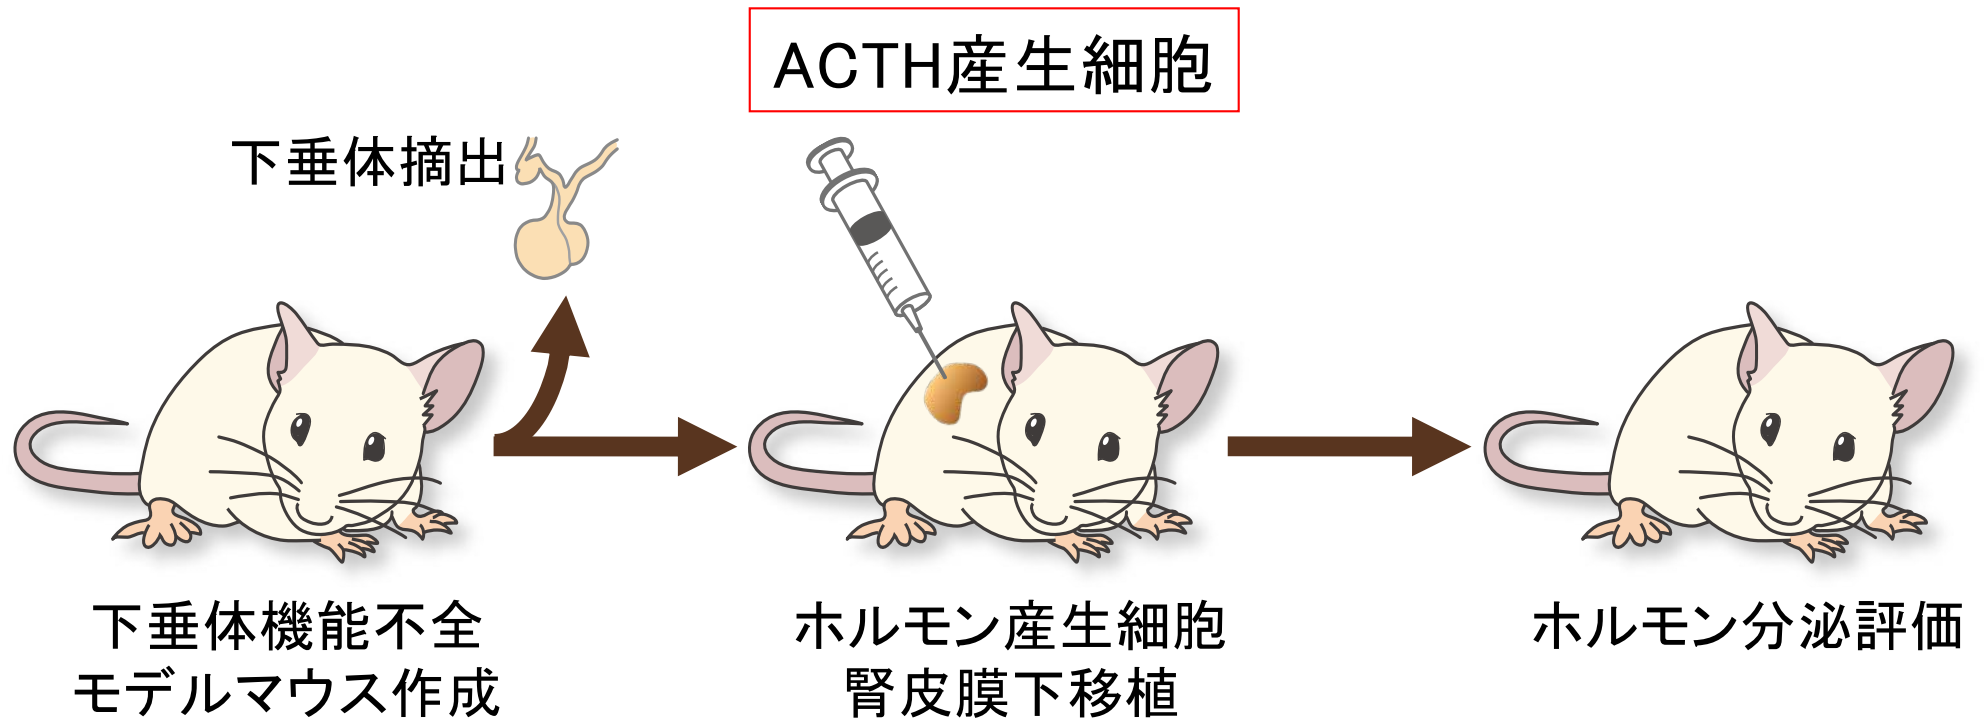 ACTH産生細胞
下垂体摘出
下垂体機能不全
モデルマウス作成
ホルモン産生細胞
腎皮膜下移植
ホルモン分泌評価